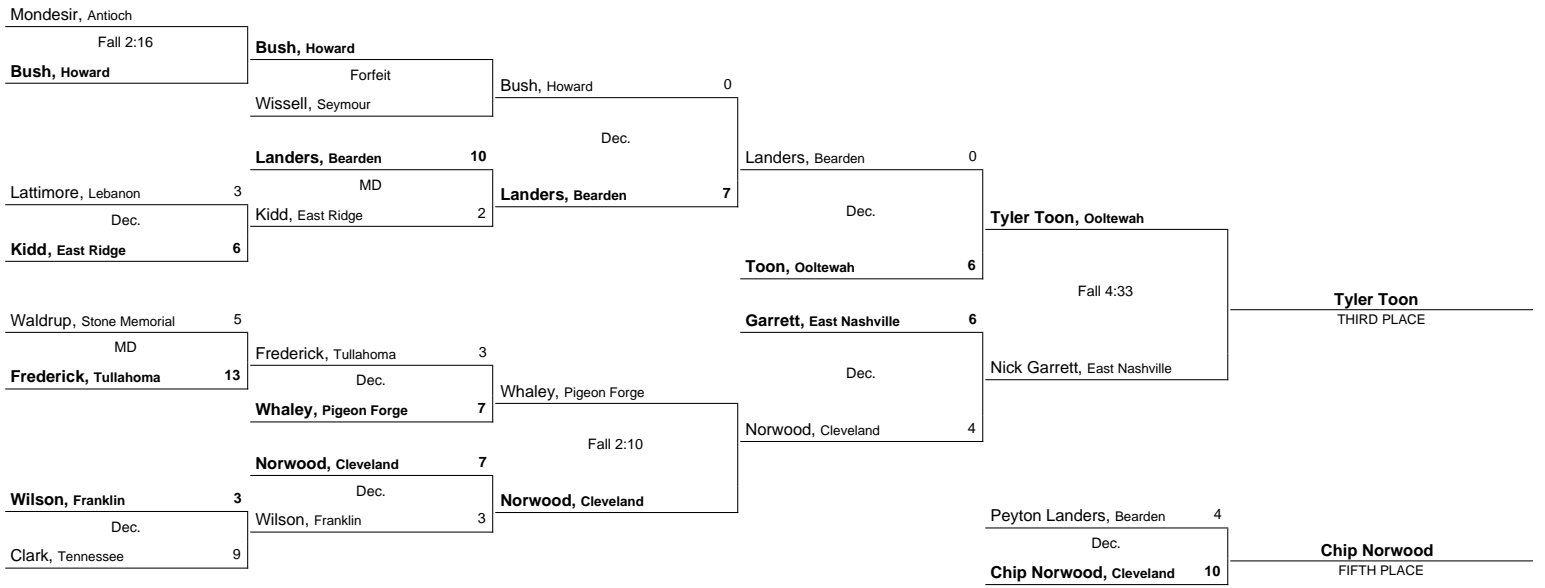 Mondesir, Antioch
Fall 2:16
Bush, Howard
Bush, Howard
Forfeit
Wissell, Seymour
Bush, Howard 0
Dec.
Landers, Bearden 7
Landers, Bearden 10
MD
Kidd, East Ridge 2
Lattimore, Lebanon 3
Dec.
Kidd, East Ridge 6
Landers, Bearden 0
Dec.
Toon, Ooltewah 6
Tyler Toon, Ooltewah
Fall 4:33
Nick Garrett, East Nashville
Tyler Toon
THIRD PLACE
Waldrup, Stone Memorial 5
MD
Frederick, Tullahoma 13
Frederick, Tullahoma 3
Dec.
Whaley, Pigeon Forge 7
Whaley, Pigeon Forge
Fall 2:10
Norwood, Cleveland
Garrett, East Nashville 6
Dec.
Norwood, Cleveland 4
Norwood, Cleveland 7
Dec.
Wilson, Franklin 3
Wilson, Franklin 3
Dec.
Clark, Tennessee 9
Peyton Landers, Bearden 4
Dec.
Chip Norwood, Cleveland 10
Chip Norwood
FIFTH PLACE